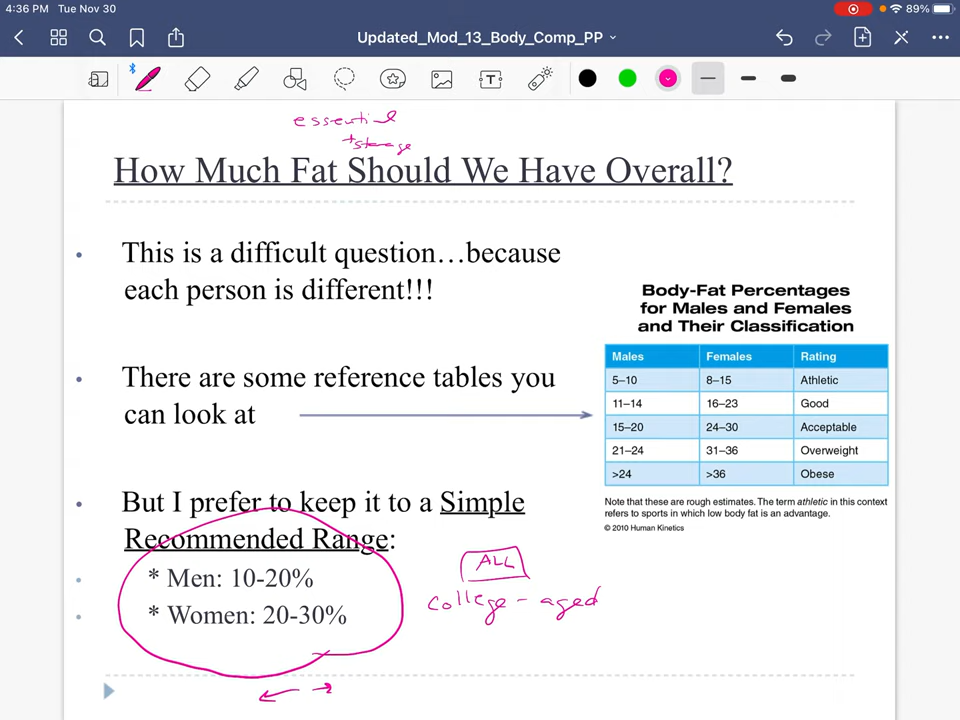 4:36 PM Tue Nov 30
89%
Updated_Mod_13_Body_Comp_PP
T
essential
+storage
How Much Fat Should We Have Overall?
• This is a difficult question…because
each person is different!!!
• There are some reference tables you
can look at
Body-Fat Percentages
for Males and Females
and Their Classification
Males Females Rating
5–10 8–15 Athletic
11–14 16–23 Good
15–20 24–30 Acceptable
21–24 31–36 Overweight
>24 >36 Obese
Note that these are rough estimates. The term athletic in this context
refers to sports in which low body fat is an advantage.
© 2010 Human Kinetics
• But I prefer to keep it to a Simple
Recommended Range:
• * Men: 10-20%
• * Women: 20-30%
ALL
college-aged